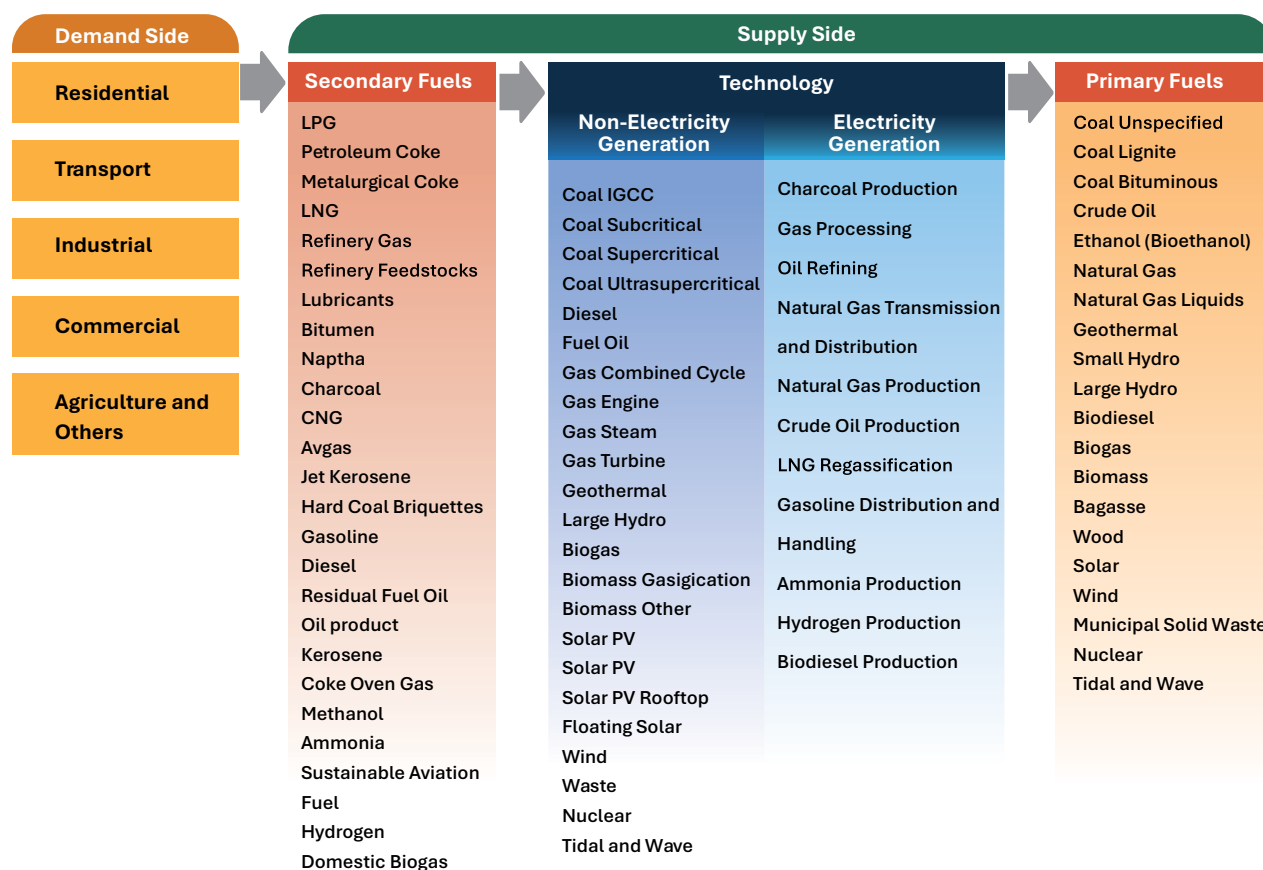 Demand Side
Residential
Transport
Industrial
Commercial
Agriculture and
Others
Supply Side
Secondary Fuels
LPG
Petroleum Coke
Metalurgical Coke
LNG
Refinery Gas
Refinery Feedstocks
Lubricants
Bitumen
Naptha
Charcoal
CNG
Avgas
Jet Kerosene
Hard Coal Briquettes
Gasoline
Diesel
Residual Fuel Oil
Oil product
Kerosene
Coke Oven Gas
Methanol
Ammonia
Sustainable Aviation
Fuel
Hydrogen
Domestic Biogas
Technology
Non-Electricity
Generation
Coal IGCC
Coal Subcritical
Coal Supercritical
Coal Ultrasupercritical
Diesel
Fuel Oil
Gas Combined Cycle
Gas Engine
Gas Steam
Gas Turbine
Geothermal
Large Hydro
Biogas
Biomass Gasigication
Biomass Other
Solar PV
Solar PV
Solar PV Rooftop
Floating Solar
Wind
Waste
Nuclear
Tidal and Wave
Electricity
Generation
Charcoal Production
Gas Processing
Oil Refining
Natural Gas Transmission
and Distribution
Natural Gas Production
Crude Oil Production
LNG Regassification
Gasoline Distribution and
Handling
Ammonia Production
Hydrogen Production
Biodiesel Production
Primary Fuels
Coal Unspecified
Coal Lignite
Coal Bituminous
Crude Oil
Ethanol (Bioethanol)
Natural Gas
Natural Gas Liquids
Geothermal
Small Hydro
Large Hydro
Biodiesel
Biogas
Biomass
Bagasse
Wood
Solar
Wind
Municipal Solid Waste
Nuclear
Tidal and Wave